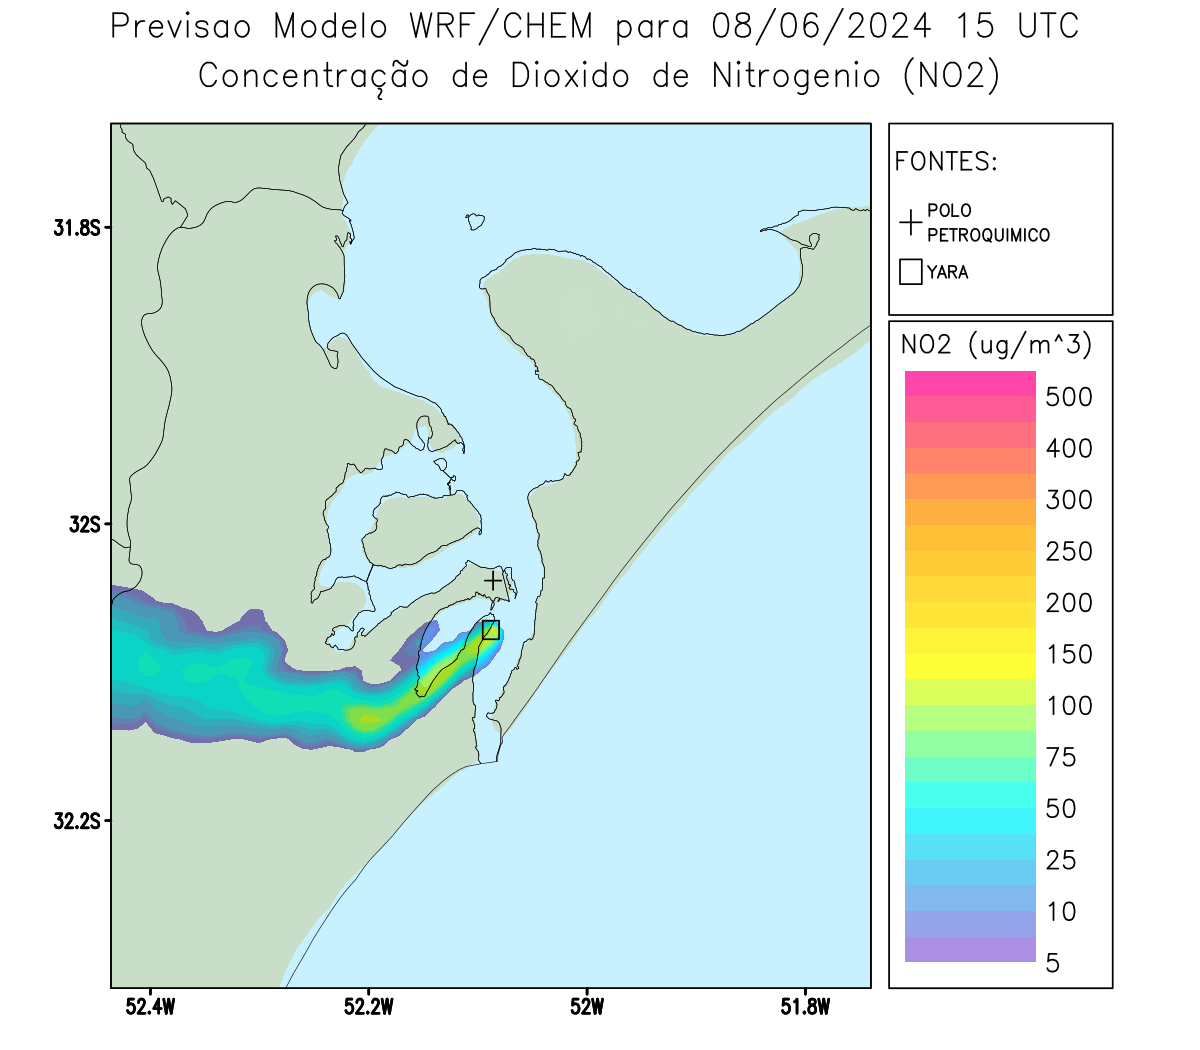 Previsao Modelo WRF/CHEM para 08/06/2024 15 UTC
Concentração de Dioxido de Nitrogenio (NO2)
FONTES:
POLO
PETROQUIMICO
YARA
NO2 (ug/m^3)
500
400
300
250
200
150
100
75
50
25
10
5
31.8S
32S
32.2S
52.4W
52.2W
52W
51.8W